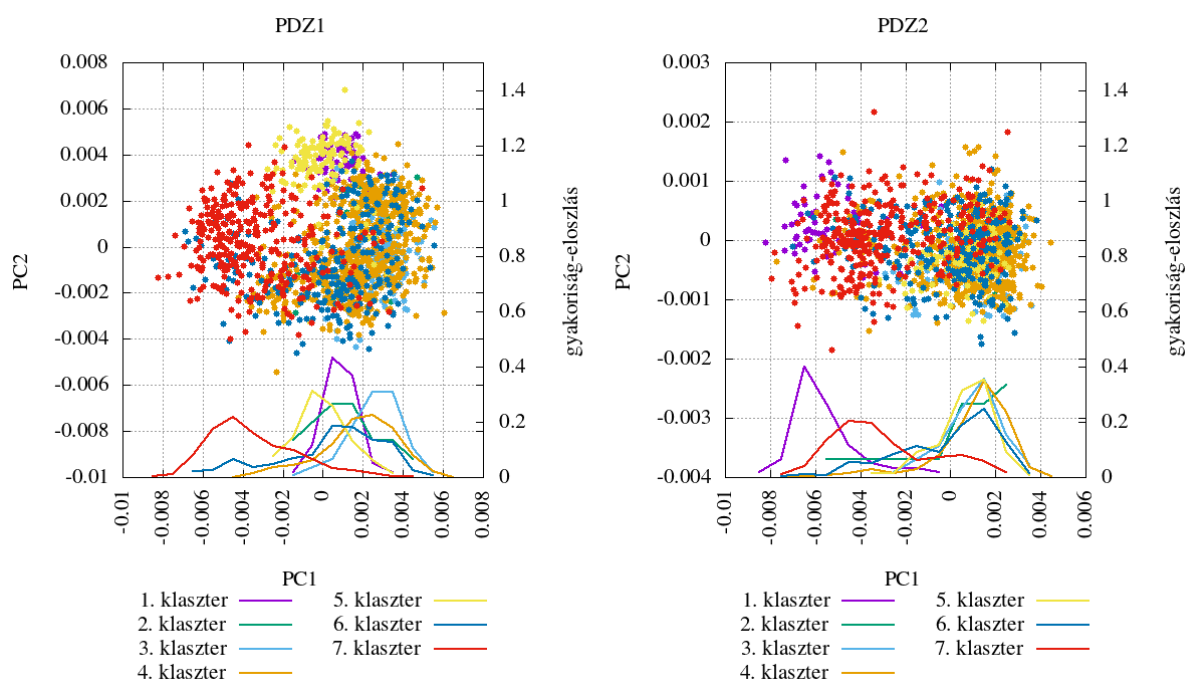 PDZ1
0.008
0.006
0.004
0.002
0
-0.002
-0.004
-0.006
-0.008
-0.01
PC2
1.4
1.2
1
0.8
0.6
0.4
0.2
0
gyakoriság-eloszlás
-0.01
-0.008
-0.006
-0.004
-0.002
0
0.002
0.004
0.006
0.008
PC1
1. klaszter
2. klaszter
3. klaszter
4. klaszter
5. klaszter
6. klaszter
7. klaszter
PDZ2
0.003
0.002
0.001
0
-0.001
-0.002
-0.003
-0.004
PC2
1.4
1.2
1
0.8
0.6
0.4
0.2
0
gyakoriság-eloszlás
-0.01
-0.008
-0.006
-0.004
-0.002
0
0.002
0.004
0.006
PC1
1. klaszter
2. klaszter
3. klaszter
4. klaszter
5. klaszter
6. klaszter
7. klaszter